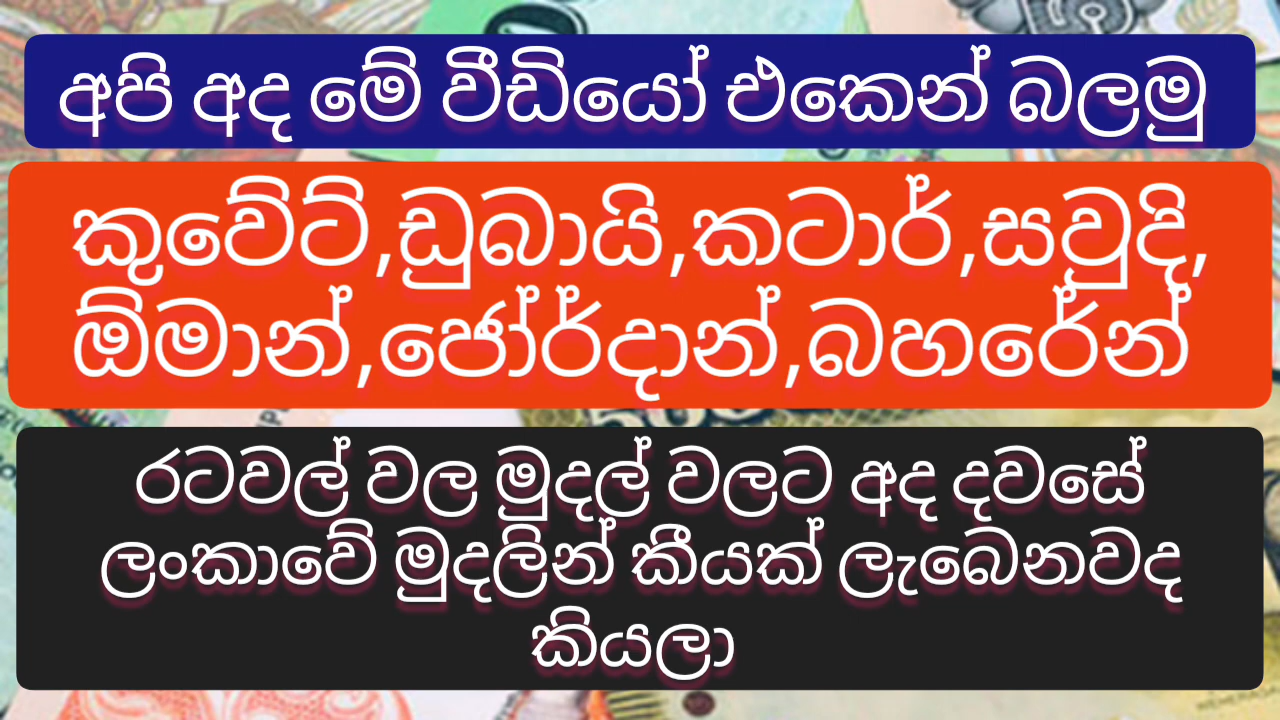 අපි අද මේ වීඩියෝ එකෙන් බලමු
කුවේට්,ඩුබායි,කටාර්,සවුදි,
ඕමාන්,ජෝර්දාන්,බහරේන්
රටවල් වල මුදල් වලට අද දවසේ
ලංකාවේ මුදලින් කීයක් ලැබෙනවද
කියලා